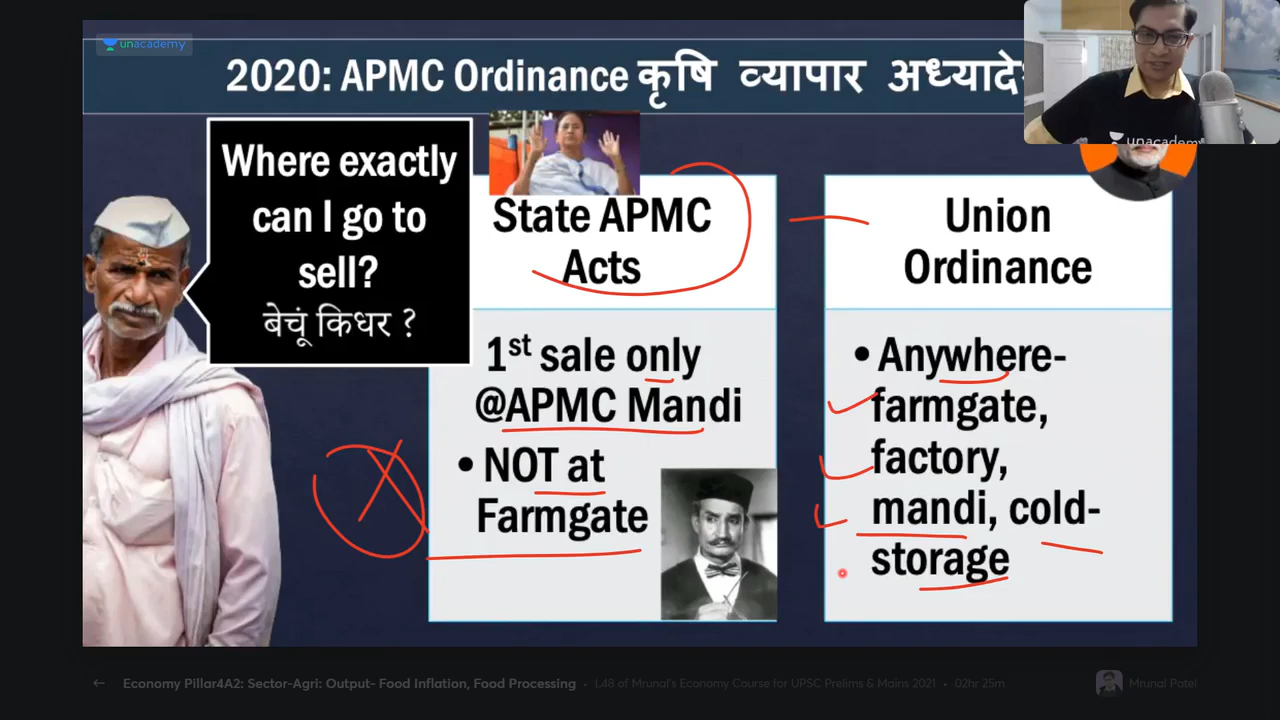 unacademy
2020: APMC Ordinance कृषि व्यापार
unacademy
Where exactly
can I go to
sell?
बेचूं किधर ?
State APMC
Acts
1st sale only
@APMC Mandi
• NOT at
Farmgate
Union
Ordinance
• Anywhere-
farmgate,
factory,
mandi, cold-
storage
← Economy Pillar4A2: Sector-Agri: Output- Food Inflation, Food Processing • L48 of Mrunal's Economy Course for UPSC Prelims & Mains 2021 • 02hr 25m
Mrunal Patel